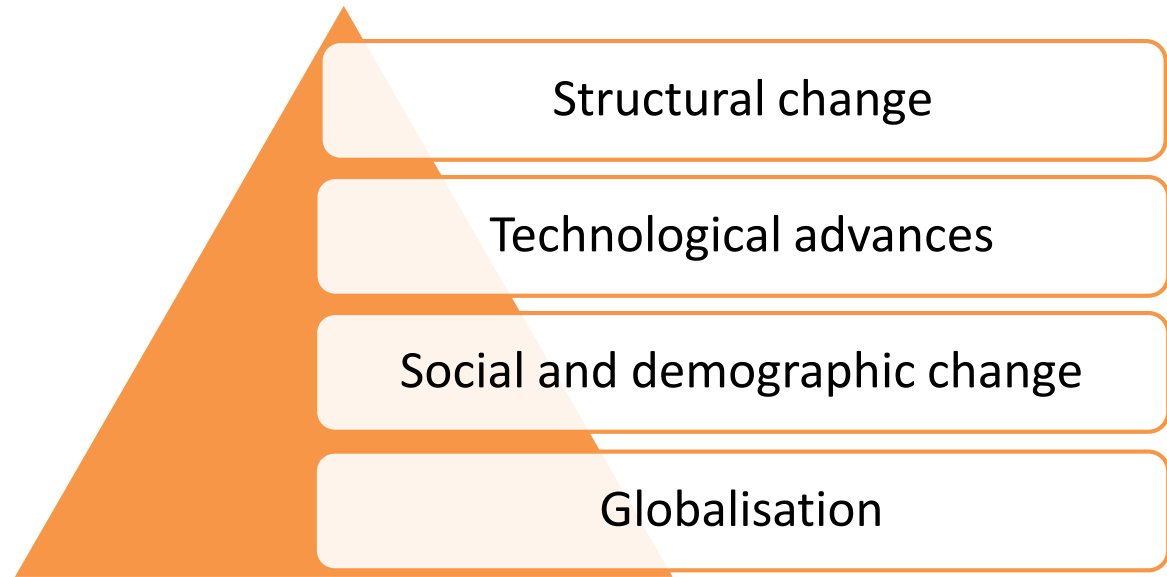 Structural change
Technological advances
Social and demographic change
Globalisation